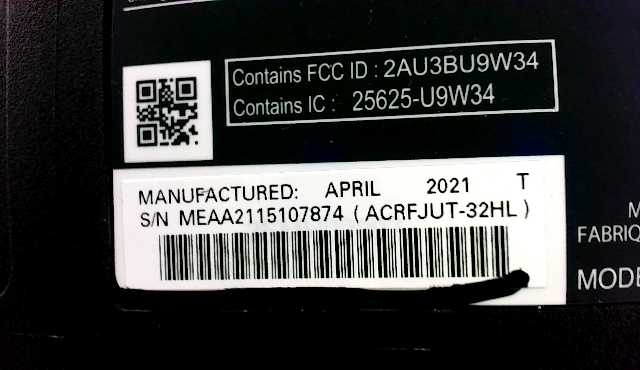 Contains FCC ID : 2AU3BU9W34
Contains IC : 25625-U9W34
MANUFACTURED: APRIL 2021 T
S/N MEAA2115107874 ( ACRFJUT-32HL )
M
FABRIQ
MODE